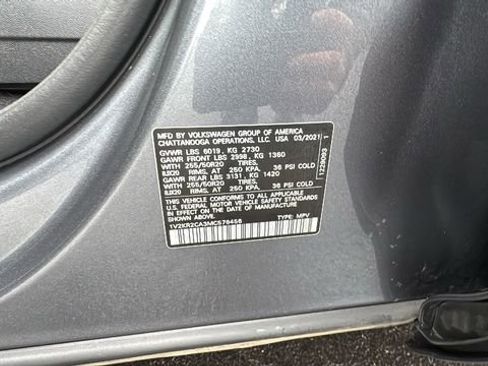 MFD BY VOLKSWAGEN GROUP OF AMERICA
CHATTANOOGA OPERATIONS, LLC. USA 03/2021
GVWR LBS 6019, KG 2730
GAWR FRONT LBS 2998, KG 1360
WITH 255/50R20 TIRES,
8JX20 RIMS, AT 250 KPA, 36 PSI COLD
GAWR REAR LBS 3131, KG 1420
WITH 255/50R20 TIRES,
8JX20 RIMS, AT 250 KPA, 36 PSI COLD
THIS VEHICLE CONFORMS TO ALL APPLICABLE
U.S. FEDERAL MOTOR VEHICLE SAFETY STANDARDS
IN EFFECT ON THE DATE OF MANUFACTURE
SHOWN ABOVE.
1V2KR2CA3MC578456 TYPE: MPV